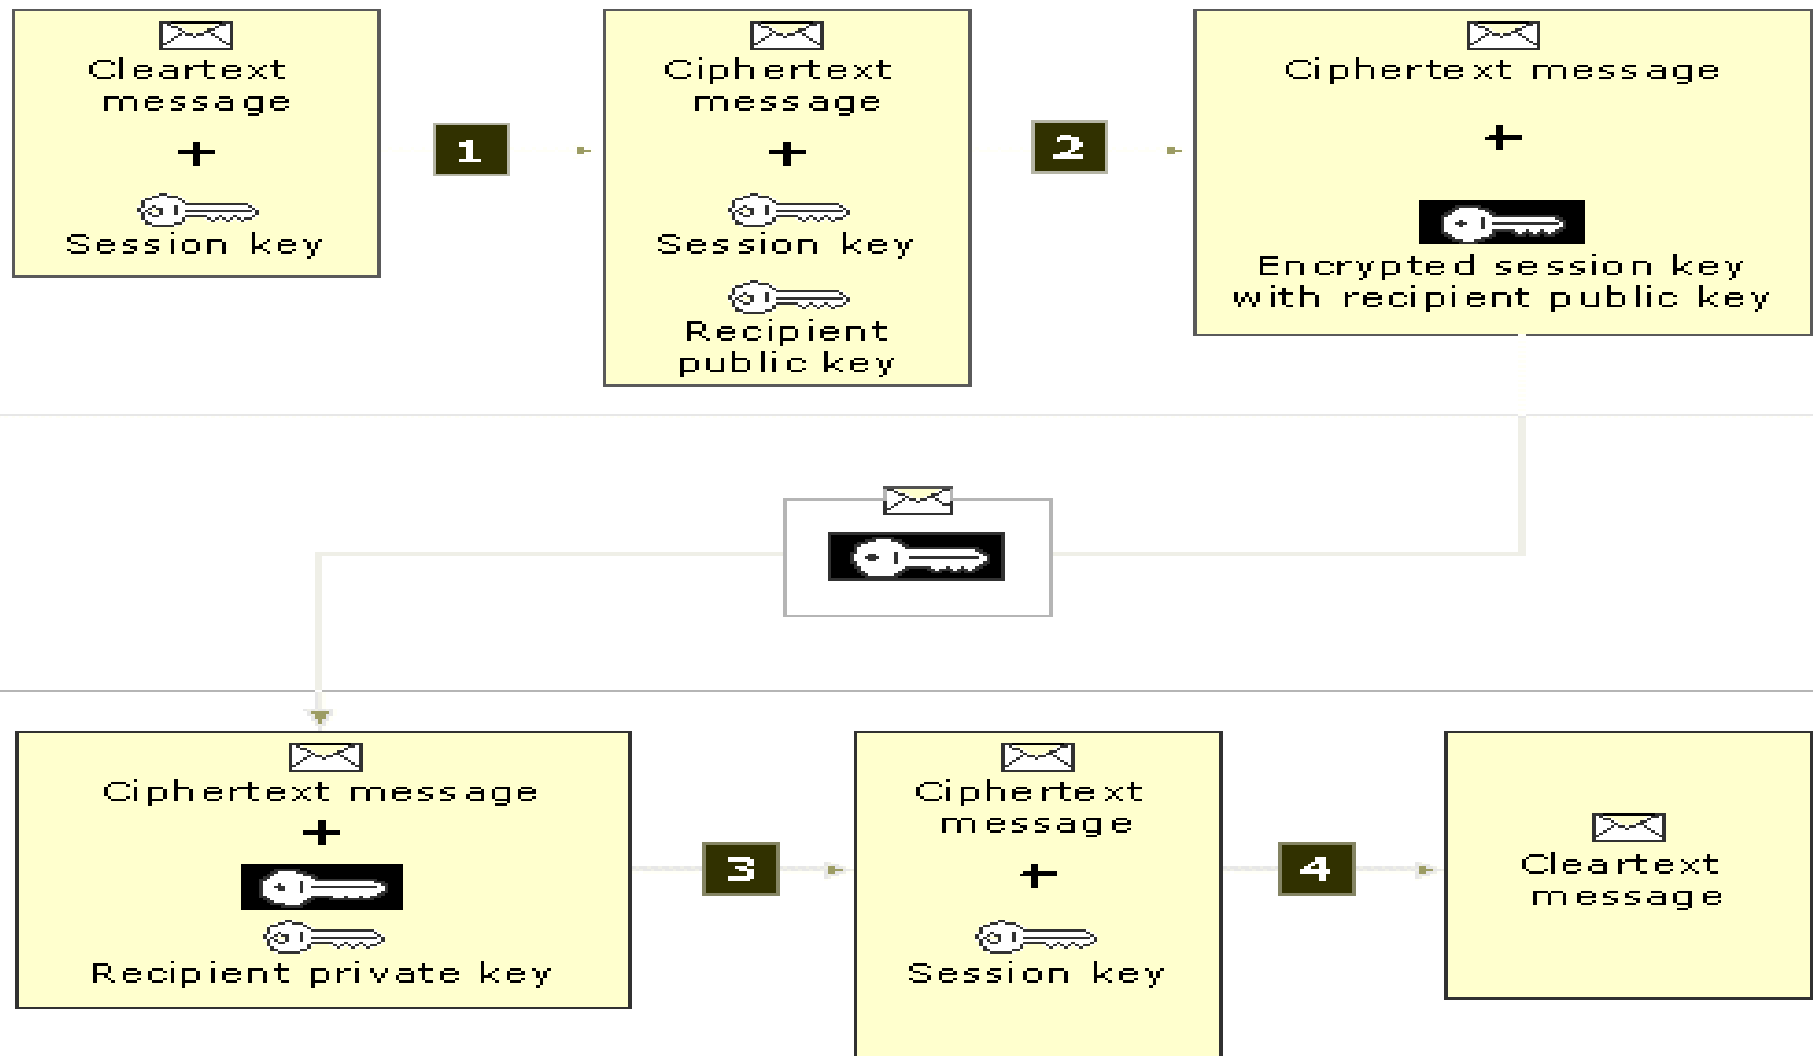 Cleartext
message
+
Session key
1
Ciphertext
message
+
Session key
Recipient
public key
2
Ciphertext message
+
Encrypted session key
with recipient public key
Ciphertext message
+
Recipient private key
3
Ciphertext
message
+
Session key
4
Cleartext
message